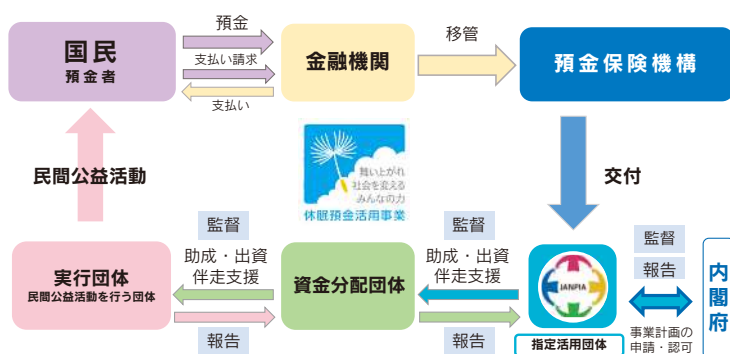 国民
預金者
預金
支払い請求
支払い
金融機関
移管
預金保険機構
民間公益活動
舞い上がれ
社会を変える
みんなの力
休眠預金活用事業
交付
実行団体
民間公益活動を行う団体
監督
助成・出資
伴走支援
報告
資金分配団体
監督
助成・出資
伴走支援
報告
JANPIA
指定活用団体
監督
報告
事業計画の
申請・認可
内閣府